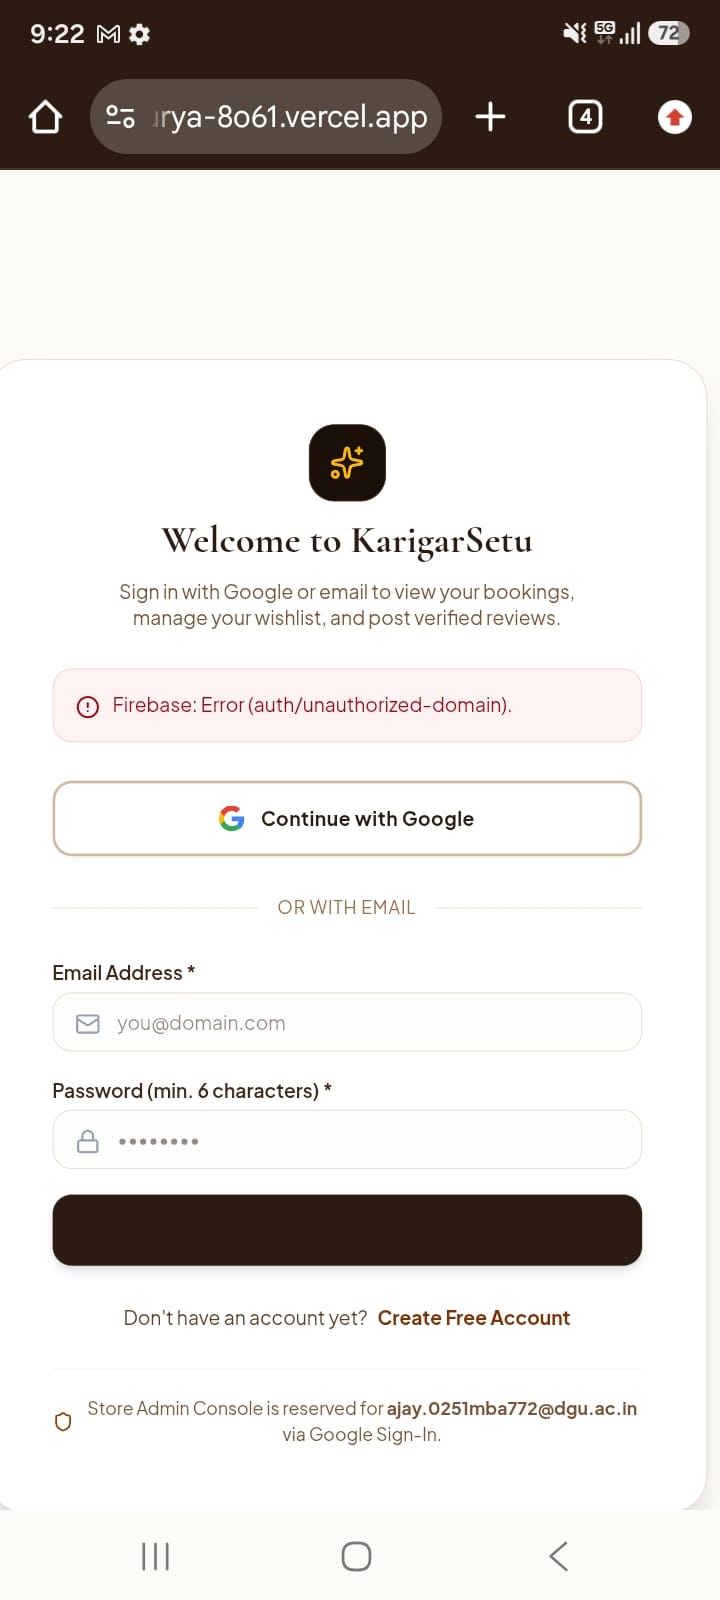 9:22
5G
72
rya-8o61.vercel.app
4
Welcome to KarigarSetu
Sign in with Google or email to view your bookings,
manage your wishlist, and post verified reviews.
Firebase: Error (auth/unauthorized-domain).
Continue with Google
OR WITH EMAIL
Email Address *
you@domain.com
Password (min. 6 characters) *
••••••••
Don't have an account yet? Create Free Account
Store Admin Console is reserved for ajay.0251mba772@dgu.ac.in
via Google Sign-In.